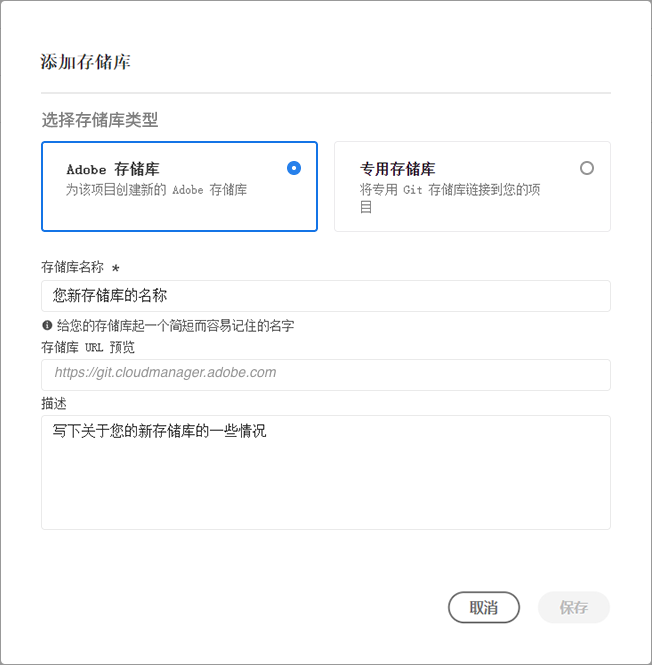 添加存储库
选择存储库类型
Adobe 存储库
为该项目创建新的 Adobe 存储库
专用存储库
将专用 Git 存储库链接到您的项
目
存储库名称 *
您新存储库的名称
给您的存储库起一个简短而容易记住的名字
存储库 URL 预览
https://git.cloudmanager.adobe.com
描述
写下关于您的新存储库的一些情况
取消
保存